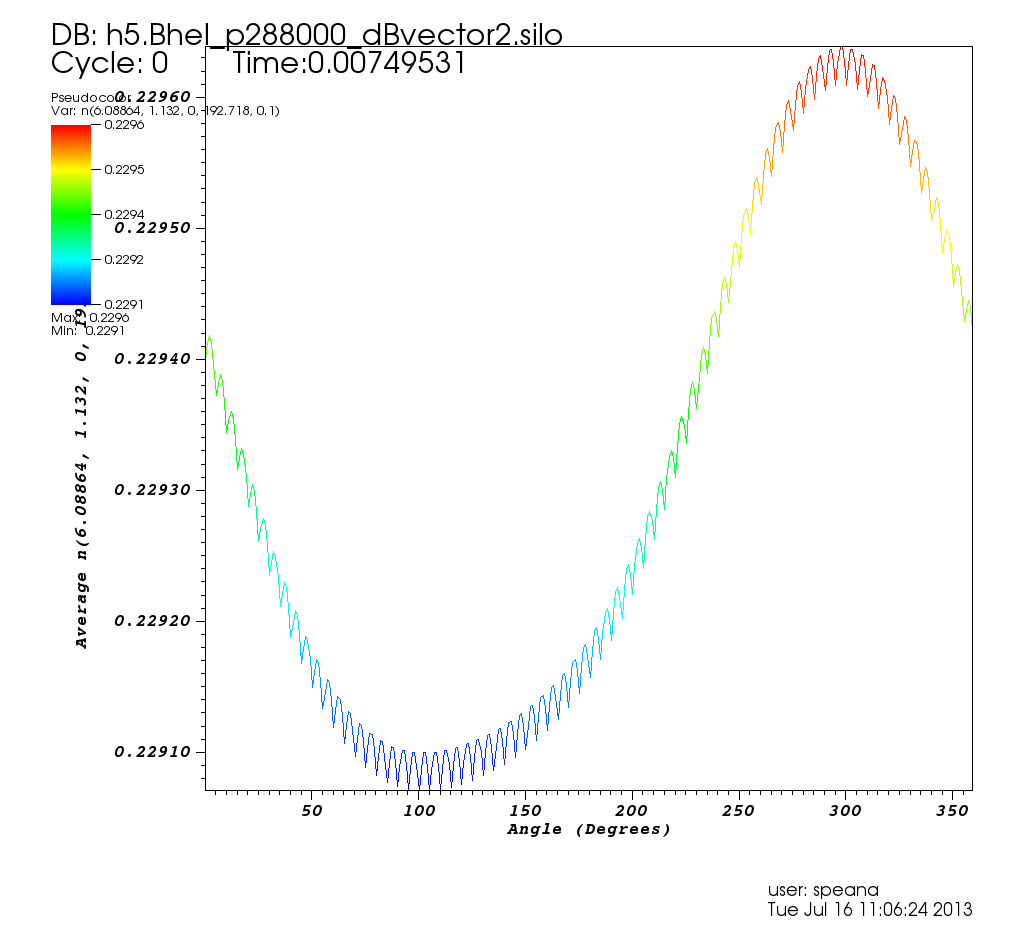 DB: h5.Bhel_p288000_dBvector2.silo
Cycle: 0 Time:0.00749531
Pseudocolor
Var: n(6.08864, 1.132, 0, -192.718, 0.1)
0.2296
0.2295
0.2294
0.2292
0.2291
Max: 0.2296
Min: 0.2291
0.22960
0.22950
0.22940
0.22930
0.22920
0.22910
Average n(6.08864, 1.132, 0,
50 100 150 200 250 300 350
Angle (Degrees)
user: speana
Tue Jul 16 11:06:24 2013